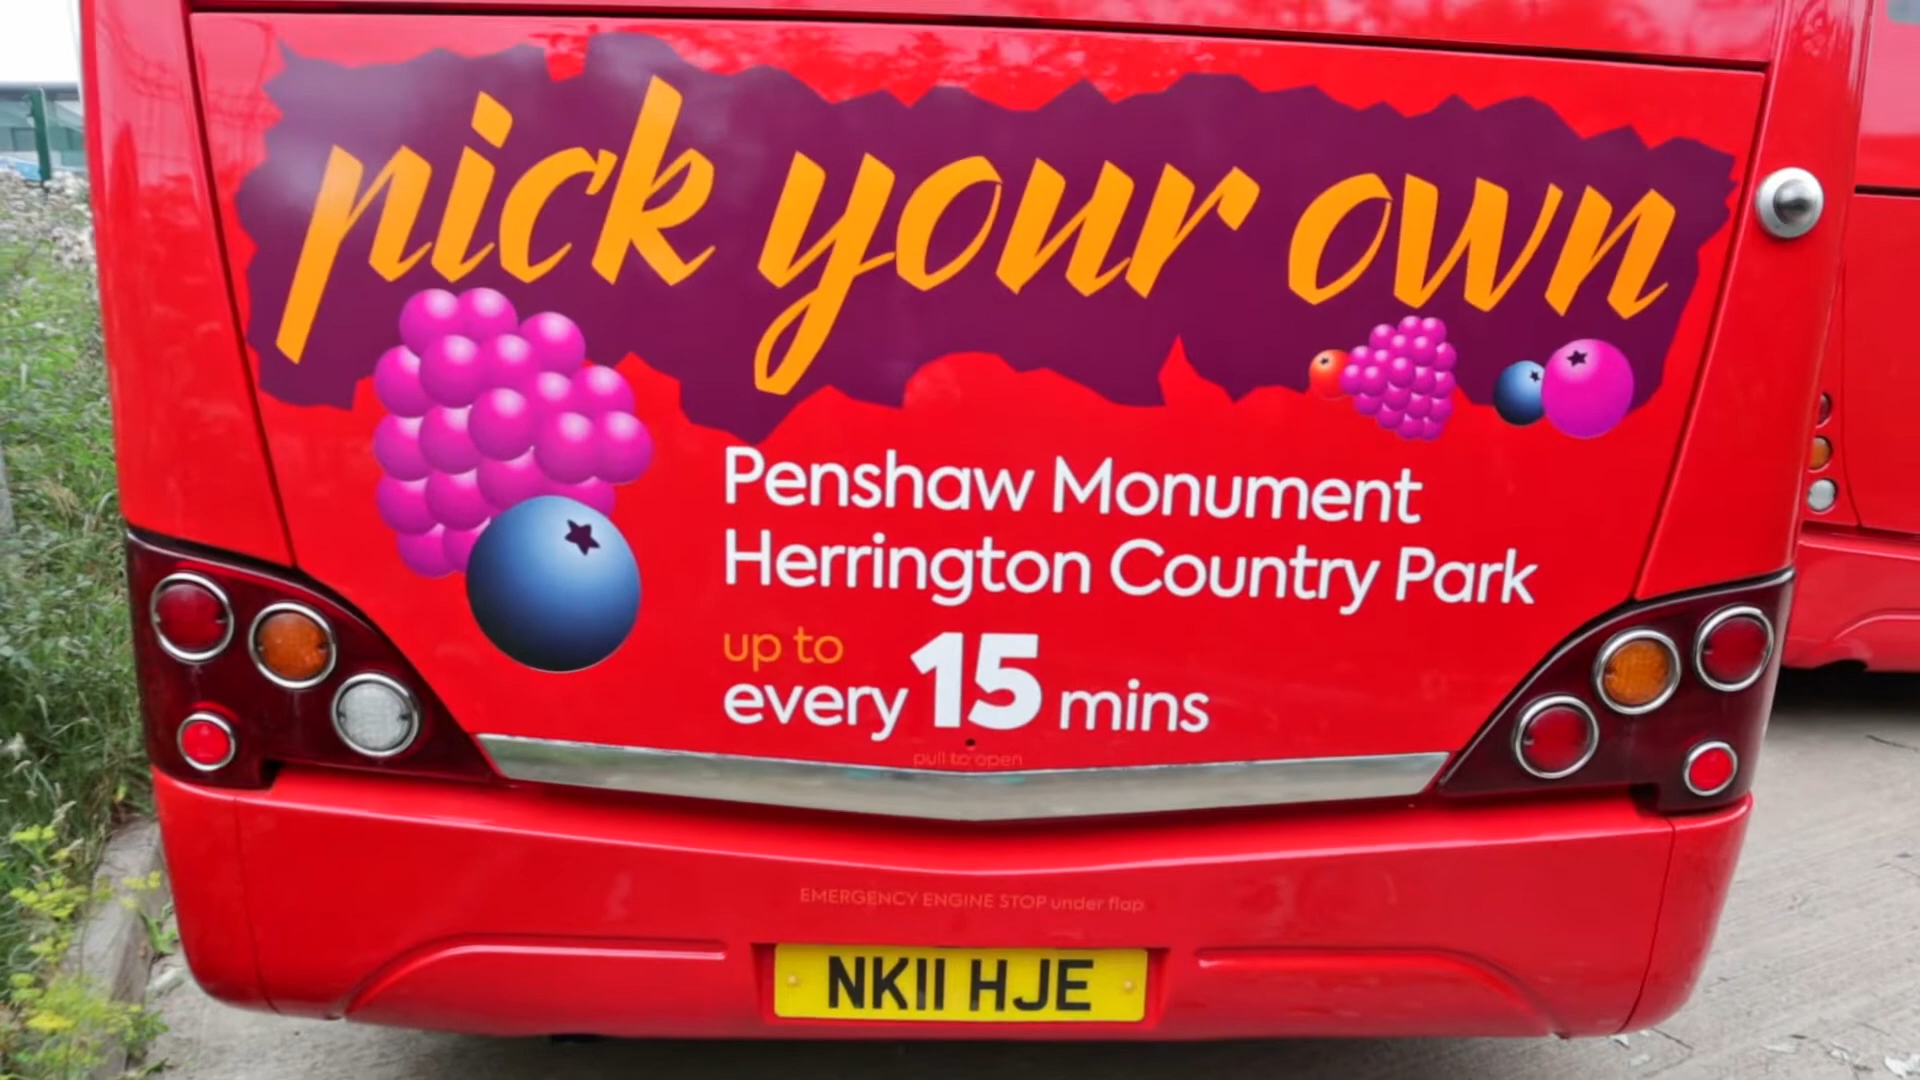 pick your own
Penshaw Monument
Herrington Country Park
up to
every 15 mins
pull to open
EMERGENCY ENGINE STOP under flap
NK11 HJE